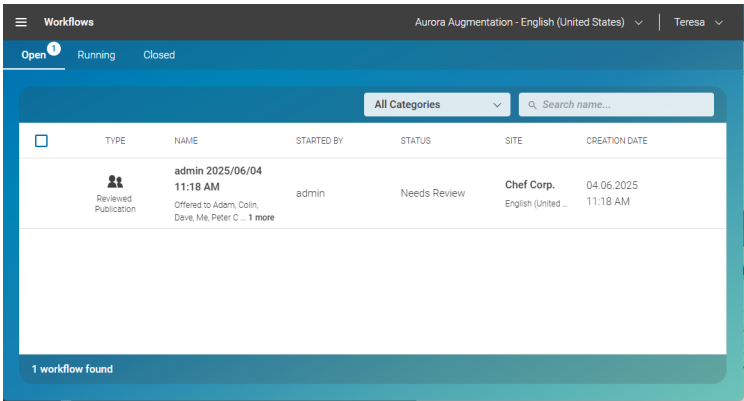 Workflows
Aurora Augmentation - English (United States)
Teresa
Open 1
Running
Closed
All Categories
Search name...
TYPE
NAME
STARTED BY
STATUS
SITE
CREATION DATE
Reviewed
Publication
admin 2025/06/04
11:18 AM
Offered to Adam, Colin,
Dave, Me, Peter C ... 1 more
admin
Needs Review
Chef Corp.
English (United ...
04.06.2025
11:18 AM
1 workflow found